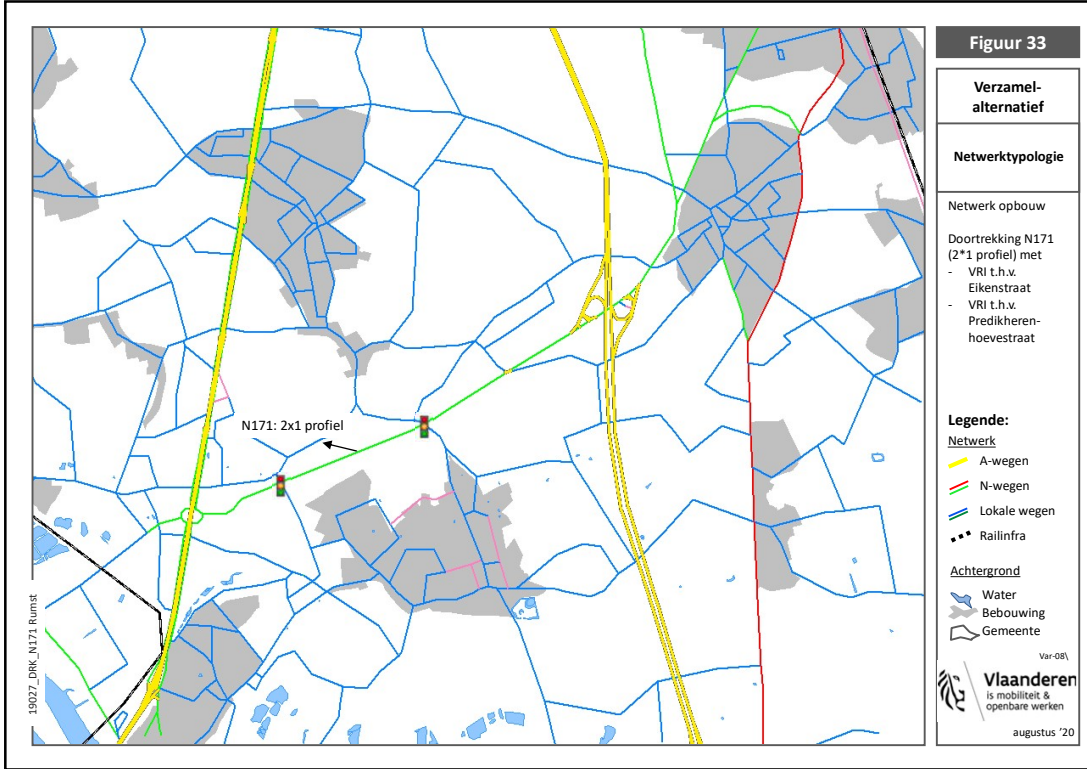 Figuur 33
Verzamel-
alternatief
Netwerktypologie
Netwerk opbouw
Doortrekking N171
(2*1 profiel) met
- VRI t.h.v.
Eikenstraat
- VRI t.h.v.
Predikheren-
hoevestraat
N171: 2x1 profiel
Legende:
Netwerk
A-wegen
N-wegen
Lokale wegen
Railinfra
Achtergrond
Water
Bebouwing
Gemeente
Var-08\
Vlaanderen
is mobiliteit &
openbare werken
augustus '20
19027_DRK_N171 Rumst